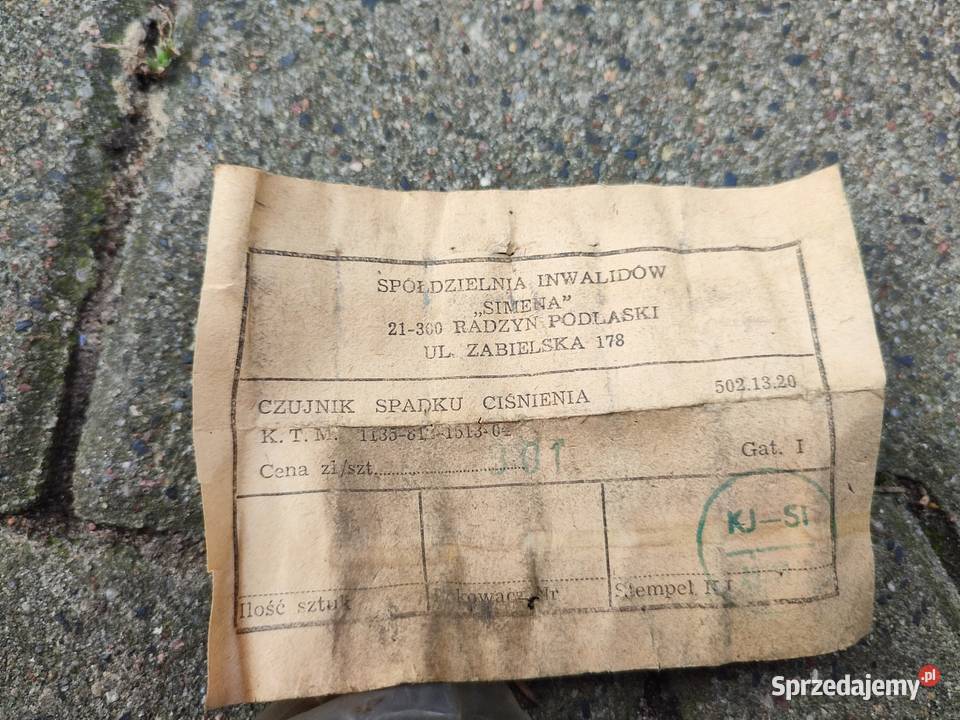 SPÓŁDZIELNIA INWALIDÓW
„SIMENA”
21-300 RADZYŃ PODLASKI
UL. ZABIELSKA 178
CZUJNIK SPADKU CIŚNIENIA 502.13.20
K. T. M.
Cena zł/szt. Gat. I
KJ-SI
Ilość sztuk
Nr
Stempel KJ
Sprzedajemy.pl